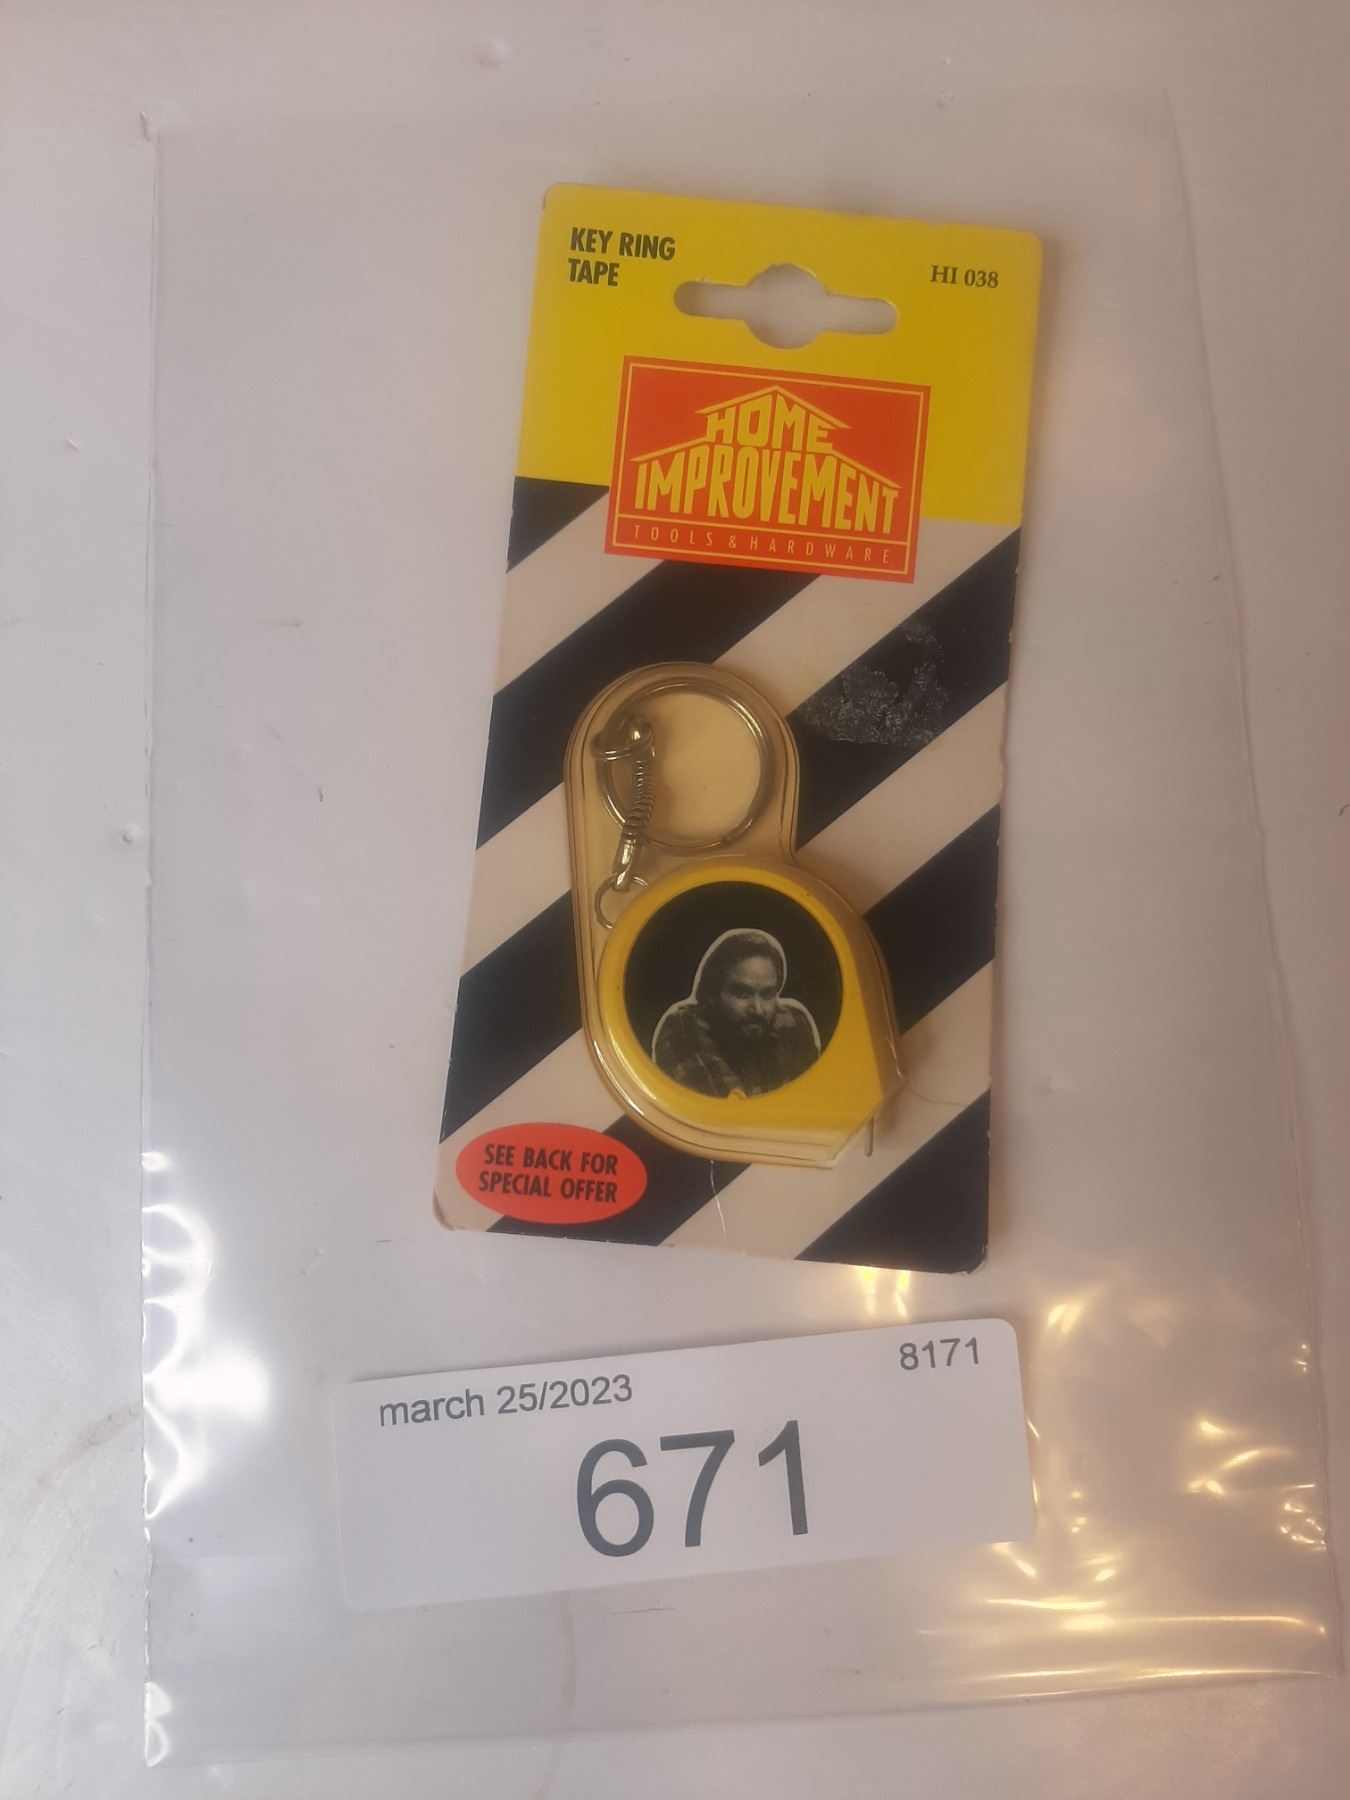 KEY RING
TAPE
HI 038
HOME
IMPROVEMENT
TOOLS & HARDWARE
SEE BACK FOR
SPECIAL OFFER
march 25/2023
8171
671